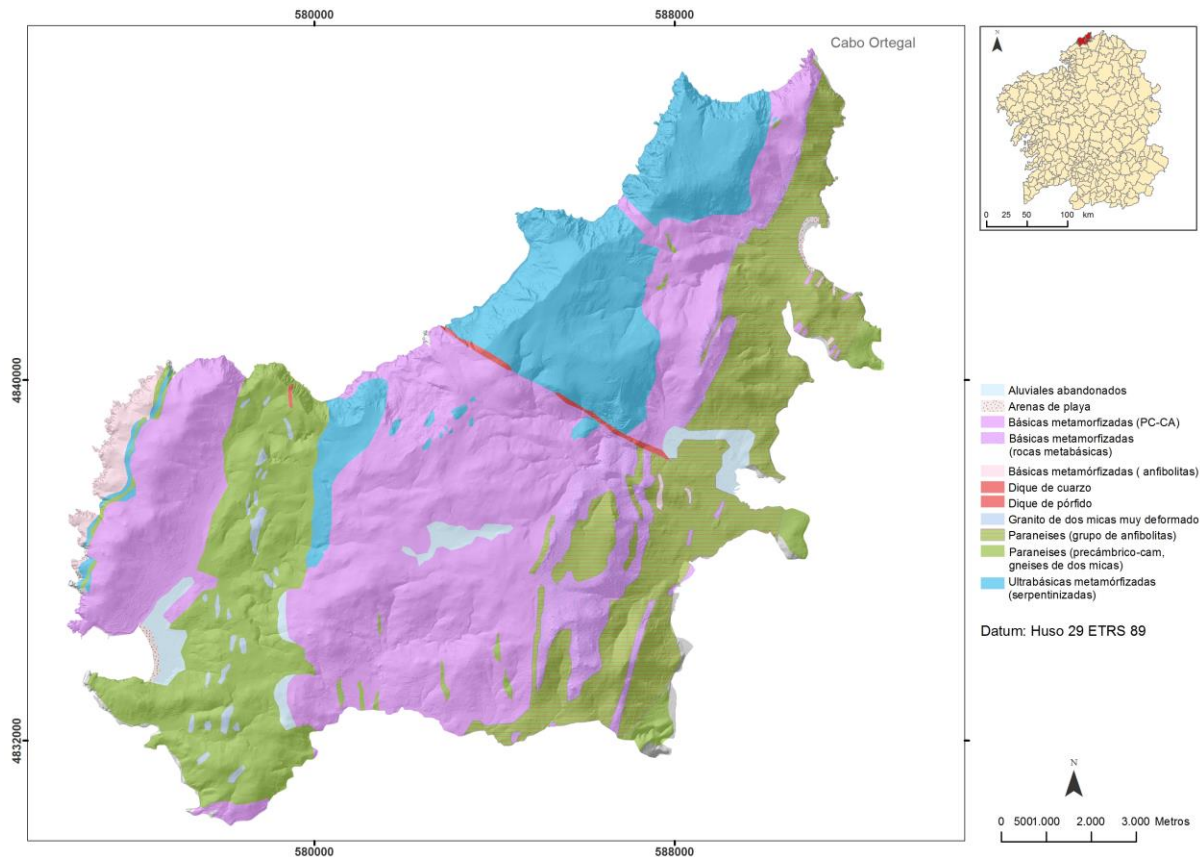 580000
588000
Cabo Ortegal
N
0 25 50 100 km
4840000
4832000
Aluviales abandonados
Arenas de playa
Básicas metamorfizadas (PC-CA)
Básicas metamorfizadas
(rocas metabásicas)
Básicas metamórfizadas ( anfibolitas)
Dique de cuarzo
Dique de pórfido
Granito de dos micas muy deformado
Paraneises (grupo de anfibolitas)
Paraneises (precámbrico-cam,
gneises de dos micas)
Ultrabásicas metamórfizadas
(serpentinizadas)
Datum: Huso 29 ETRS 89
4840000
4832000
N
0 5001.000 2.000 3.000 Metros
580000
588000